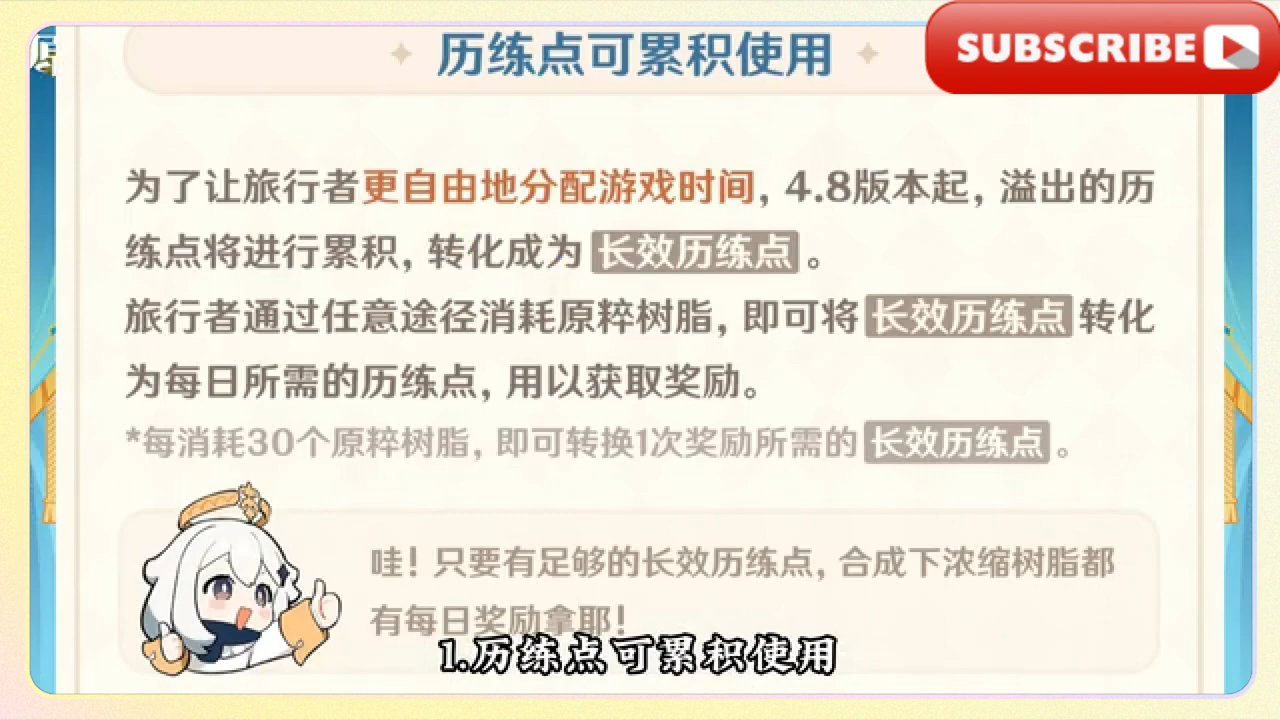 历练点可累积使用
SUBSCRIBE
为了让旅行者更自由地分配游戏时间，4.8版本起，溢出的历
练点将进行累积，转化成为 长效历练点 。
旅行者通过任意途径消耗原粹树脂，即可将 长效历练点 转化
为每日所需的历练点，用以获取奖励。
*每消耗30个原粹树脂，即可转换1次奖励所需的 长效历练点 。
哇！只要有足够的长效历练点，合成下浓缩树脂都
有每日奖励拿耶！
1.历练点可累积使用